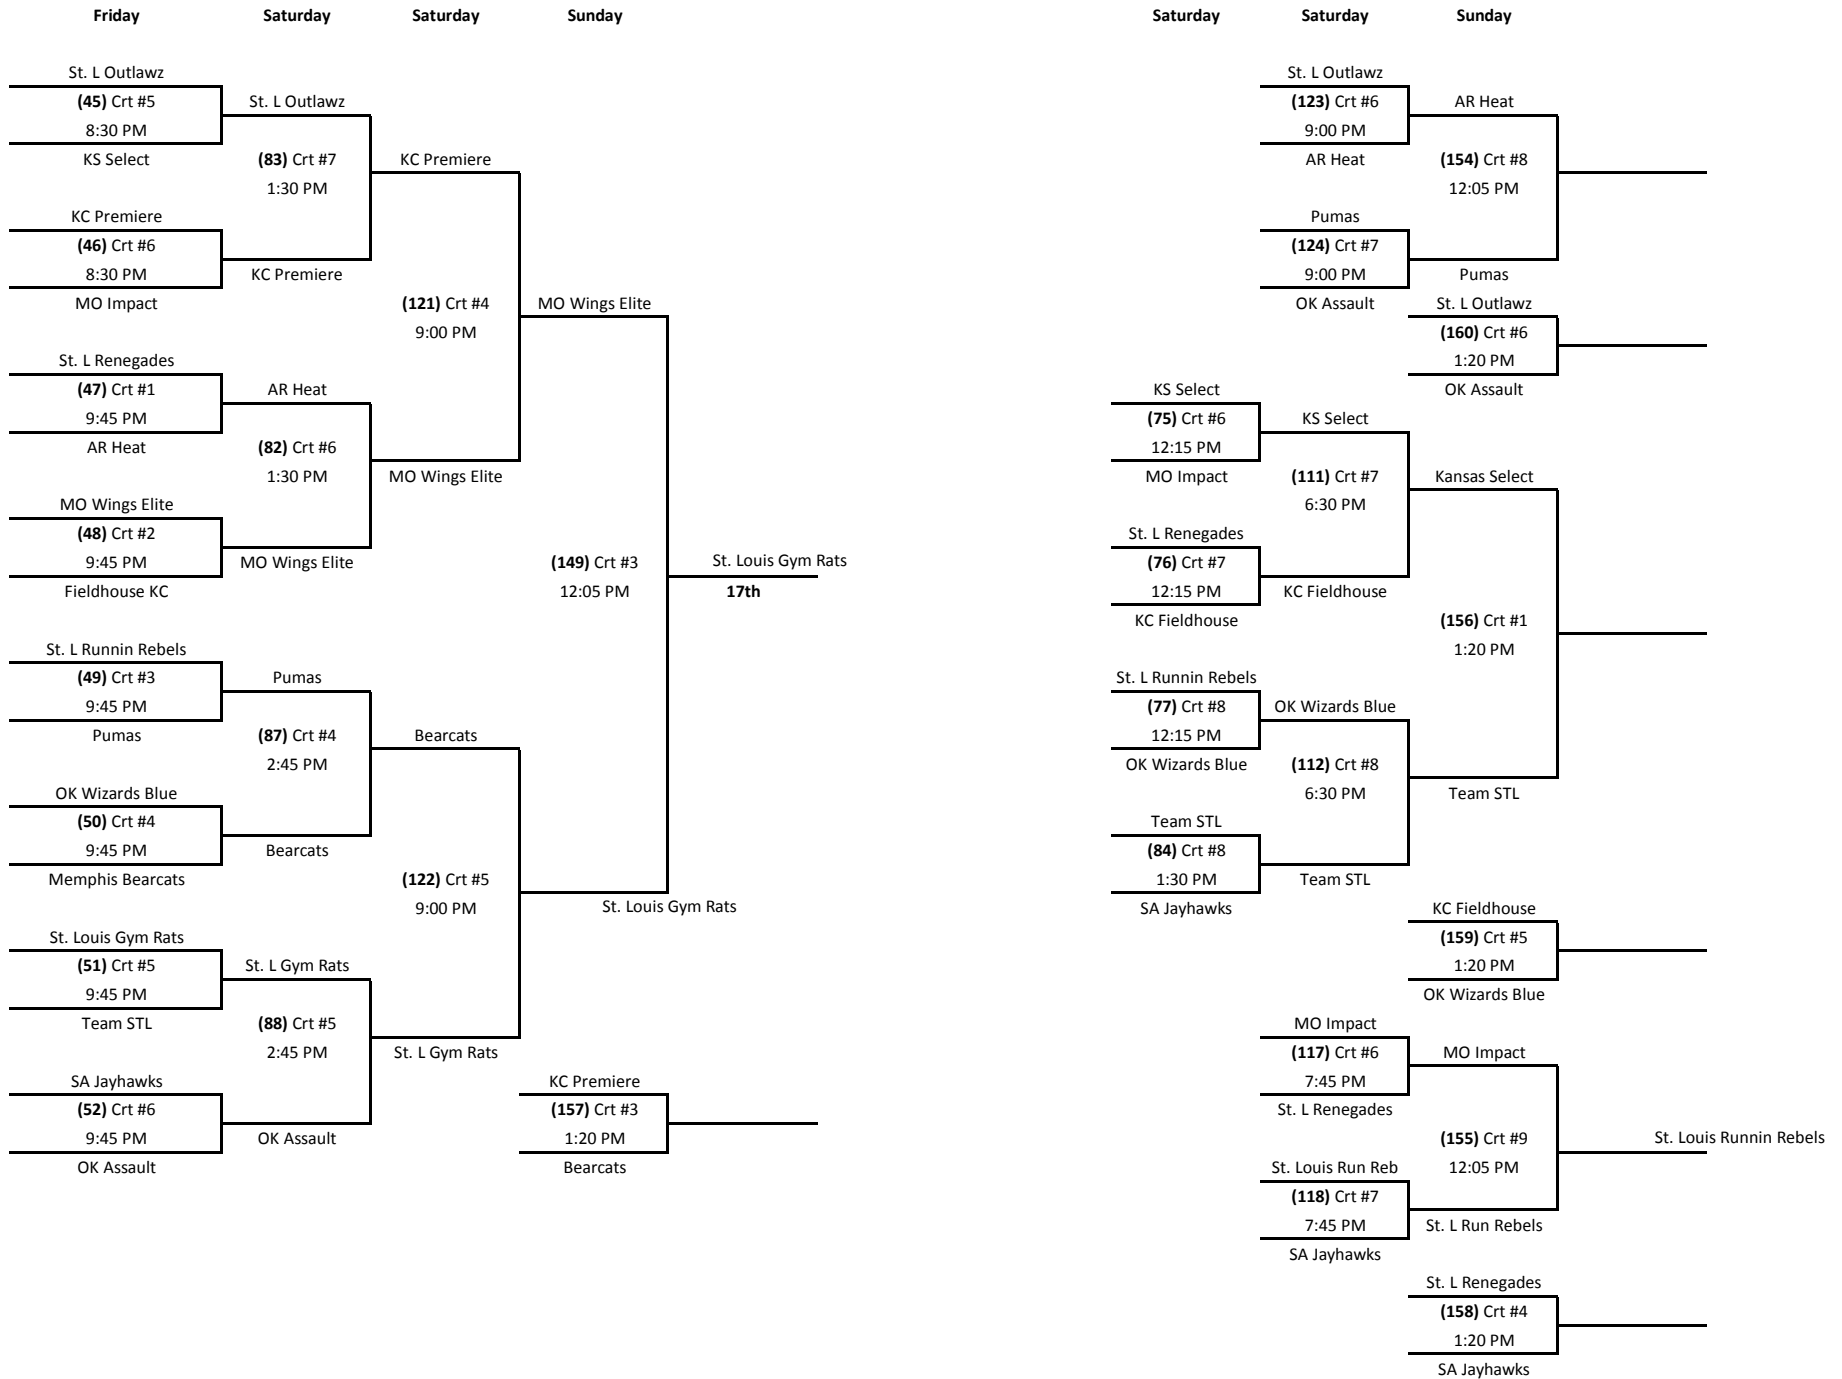 Friday
Saturday
Saturday
Sunday
St. L Outlawz
(45) Crt #5
8:30 PM
KS Select
St. L Outlawz
(83) Crt #7
1:30 PM
KC Premiere
(46) Crt #6
8:30 PM
MO Impact
KC Premiere
KC Premiere
(121) Crt #4
9:00 PM
St. L Renegades
(47) Crt #1
9:45 PM
AR Heat
AR Heat
(82) Crt #6
1:30 PM
MO Wings Elite
(48) Crt #2
9:45 PM
Fieldhouse KC
MO Wings Elite
MO Wings Elite
MO Wings Elite
(149) Crt #3
12:05 PM
St. Louis Gym Rats
17th
St. L Runnin Rebels
(49) Crt #3
9:45 PM
Pumas
Pumas
(87) Crt #4
2:45 PM
OK Wizards Blue
(50) Crt #4
9:45 PM
Memphis Bearcats
Bearcats
Bearcats
(122) Crt #5
9:00 PM
St. Louis Gym Rats
St. Louis Gym Rats
(51) Crt #5
9:45 PM
Team STL
St. L Gym Rats
(88) Crt #5
2:45 PM
SA Jayhawks
(52) Crt #6
9:45 PM
OK Assault
OK Assault
St. L Gym Rats
KC Premiere
(157) Crt #3
1:20 PM
Bearcats
Saturday
Saturday
Sunday
St. L Outlawz
(123) Crt #6
9:00 PM
AR Heat
AR Heat
(154) Crt #8
12:05 PM
Pumas
(124) Crt #7
9:00 PM
OK Assault
Pumas
St. L Outlawz
(160) Crt #6
1:20 PM
OK Assault
KS Select
(75) Crt #6
12:15 PM
MO Impact
KS Select
(111) Crt #7
6:30 PM
St. L Renegades
(76) Crt #7
12:15 PM
KC Fieldhouse
KC Fieldhouse
Kansas Select
(156) Crt #1
1:20 PM
St. L Runnin Rebels
(77) Crt #8
12:15 PM
OK Wizards Blue
OK Wizards Blue
(112) Crt #8
6:30 PM
Team STL
Team STL
(84) Crt #8
1:30 PM
SA Jayhawks
Team STL
KC Fieldhouse
(159) Crt #5
1:20 PM
OK Wizards Blue
MO Impact
(117) Crt #6
7:45 PM
St. L Renegades
MO Impact
(155) Crt #9
12:05 PM
St. Louis Runnin Rebels
St. Louis Run Reb
(118) Crt #7
7:45 PM
SA Jayhawks
St. L Run Rebels
St. L Renegades
(158) Crt #4
1:20 PM
SA Jayhawks